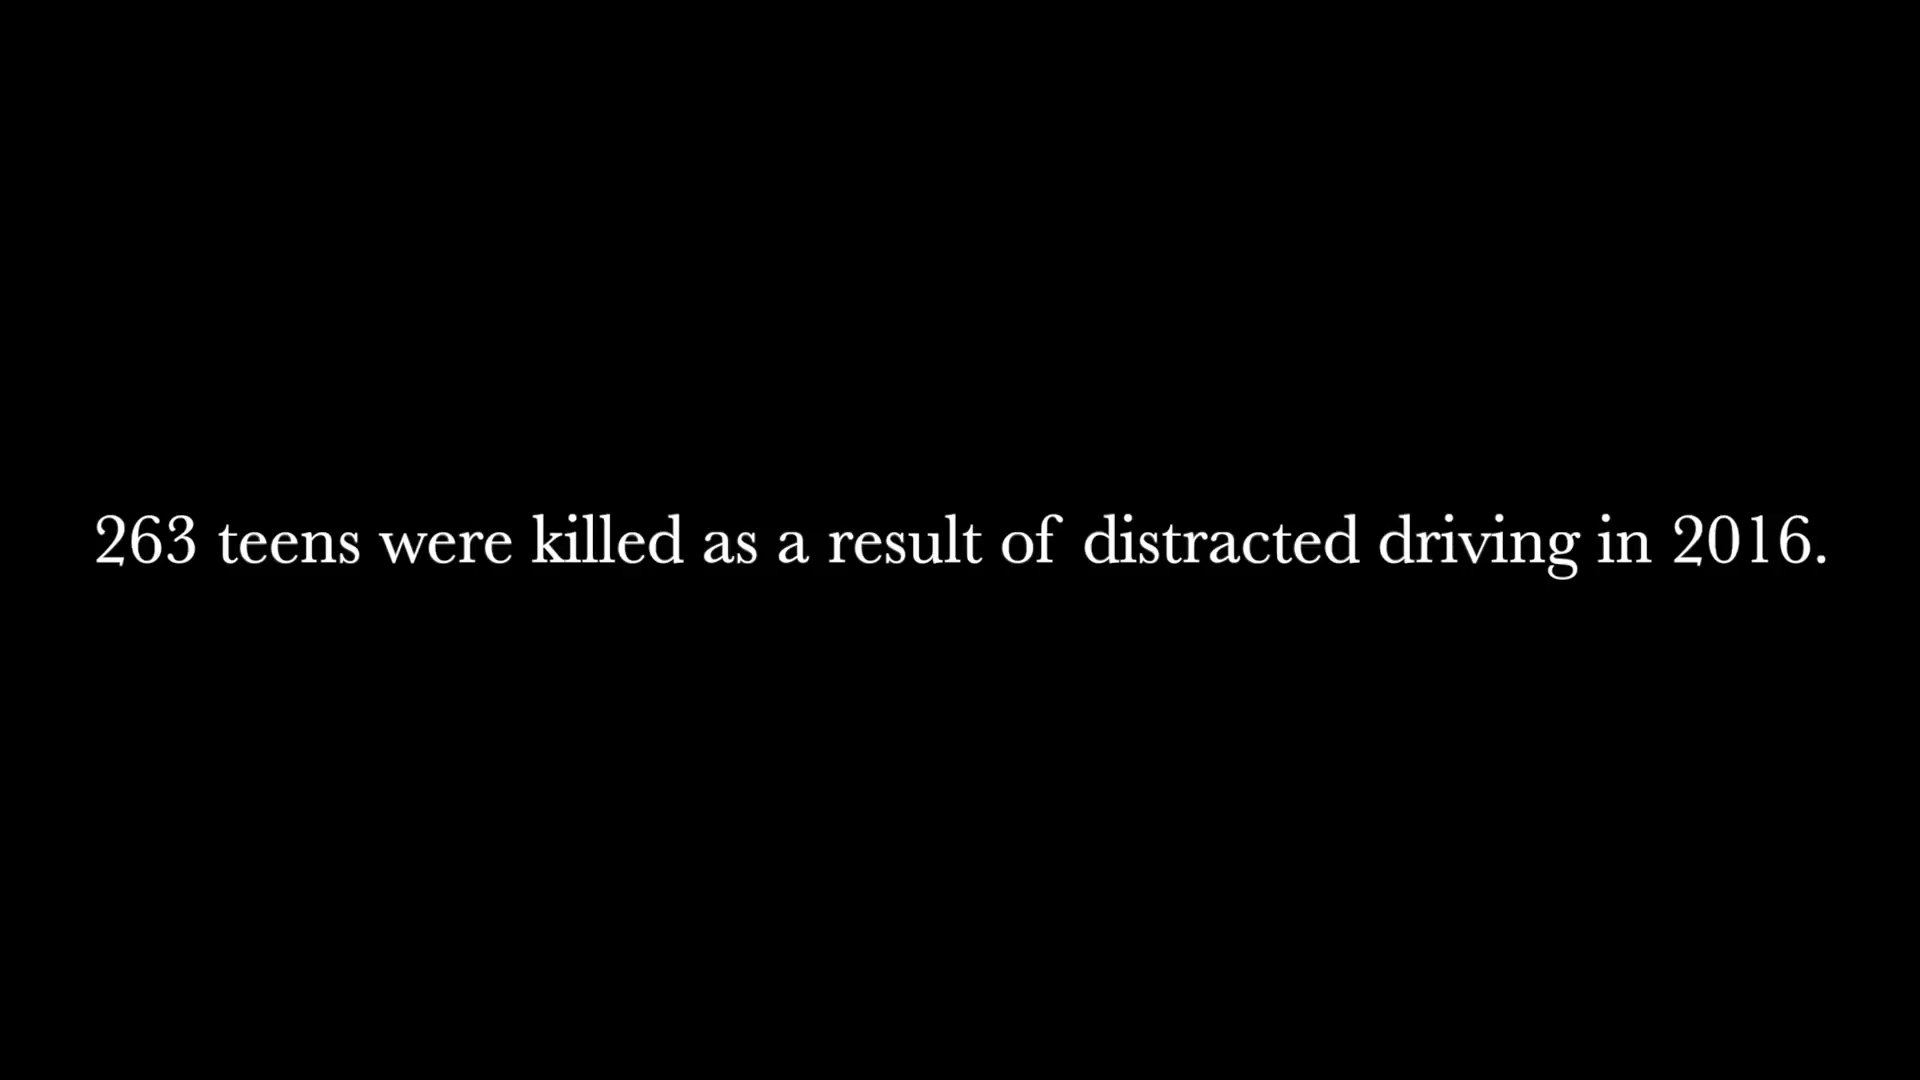 263 teens were killed as a result of distracted driving in 2016.